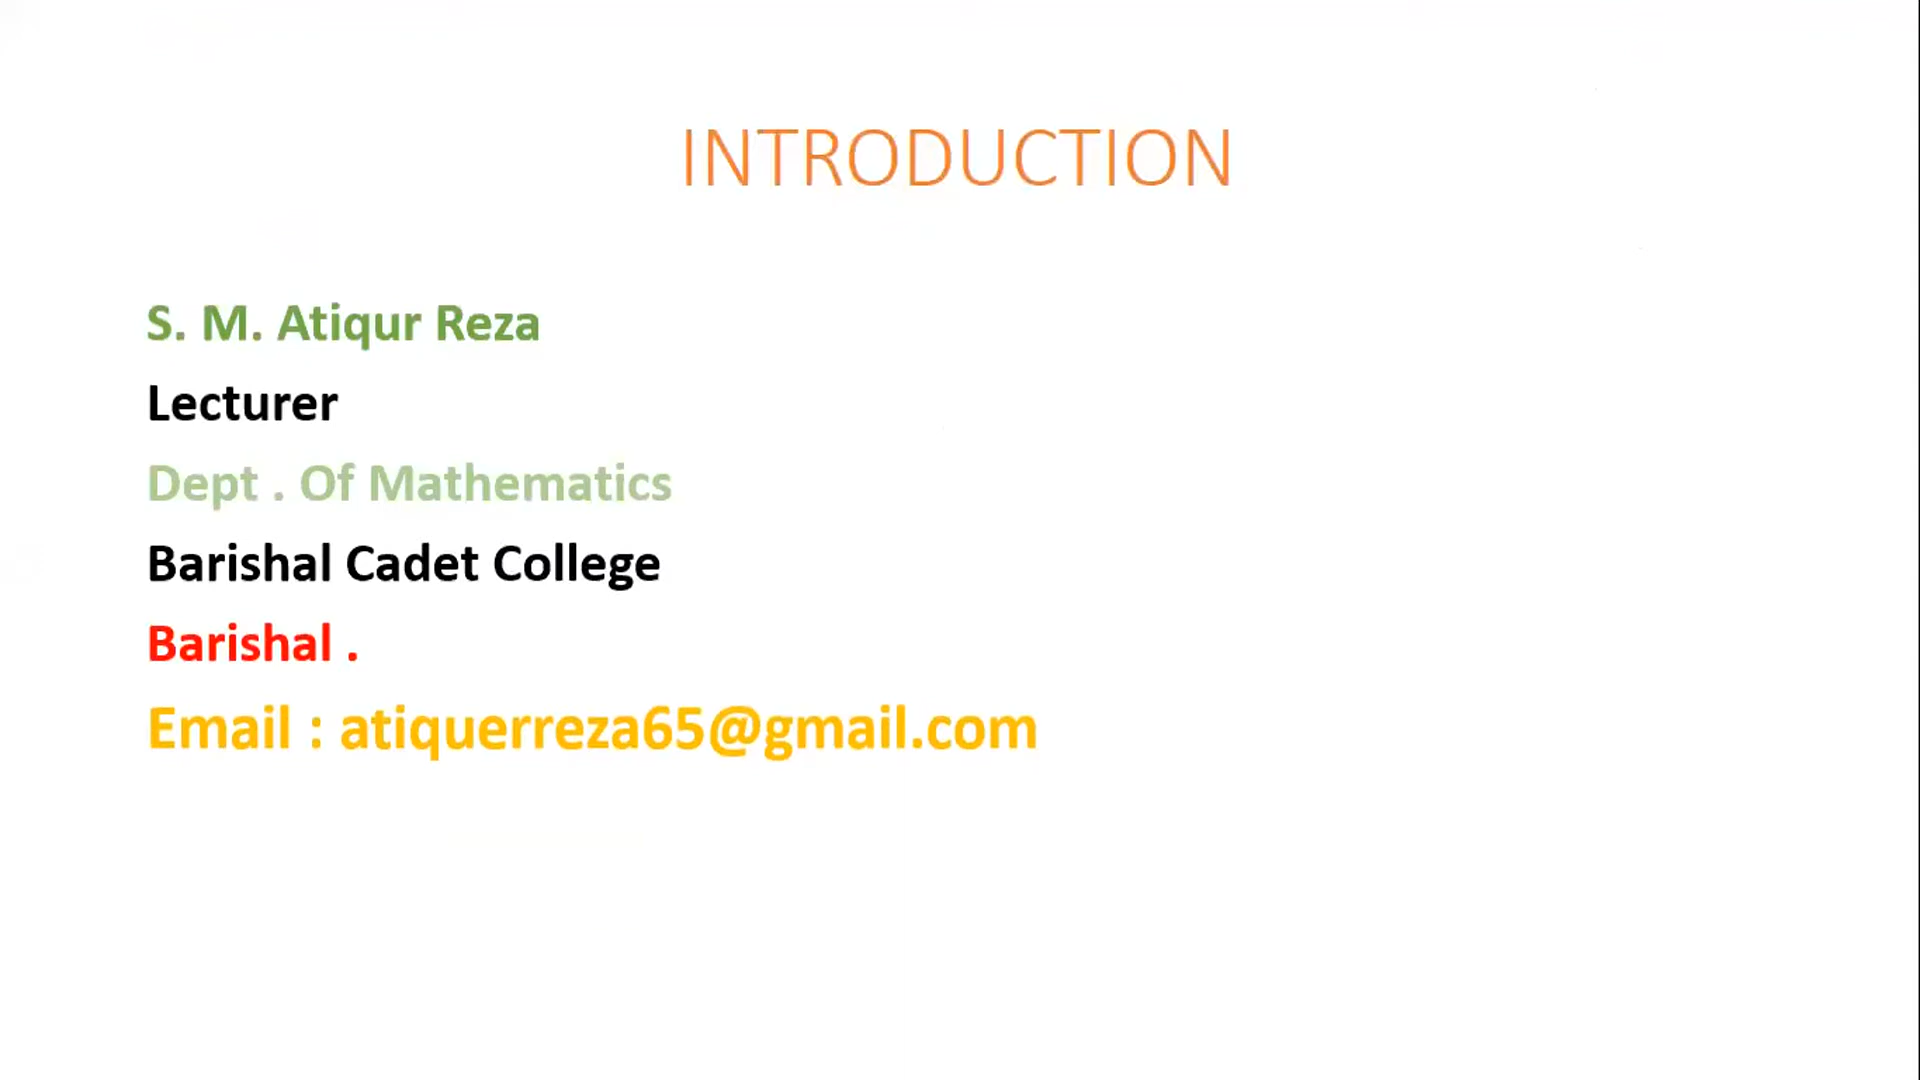 INTRODUCTION
S. M. Atiqur Reza
Lecturer
Dept . Of Mathematics
Barishal Cadet College
Barishal .
Email : atiquerreza65@gmail.com